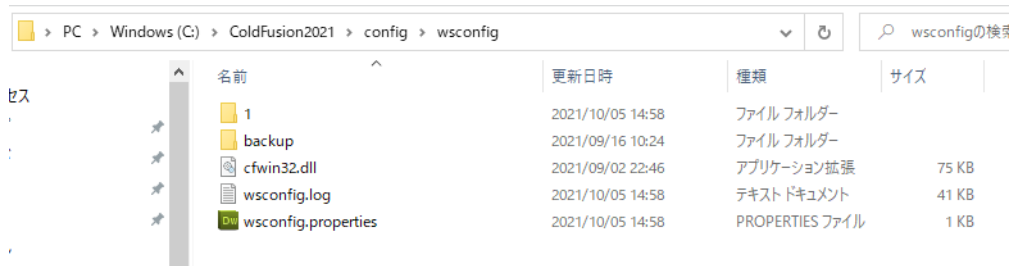 PC > Windows (C:) > ColdFusion2021 > config > wsconfig
wsconfigの検索
セス
名前 更新日時 種類 サイズ
1 2021/10/05 14:58 ファイル フォルダー
backup 2021/09/16 10:24 ファイル フォルダー
cfwin32.dll 2021/09/02 22:46 アプリケーション拡張 75 KB
wsconfig.log 2021/10/05 14:58 テキスト ドキュメント 41 KB
Dw wsconfig.properties 2021/10/05 14:58 PROPERTIES ファイル 1 KB